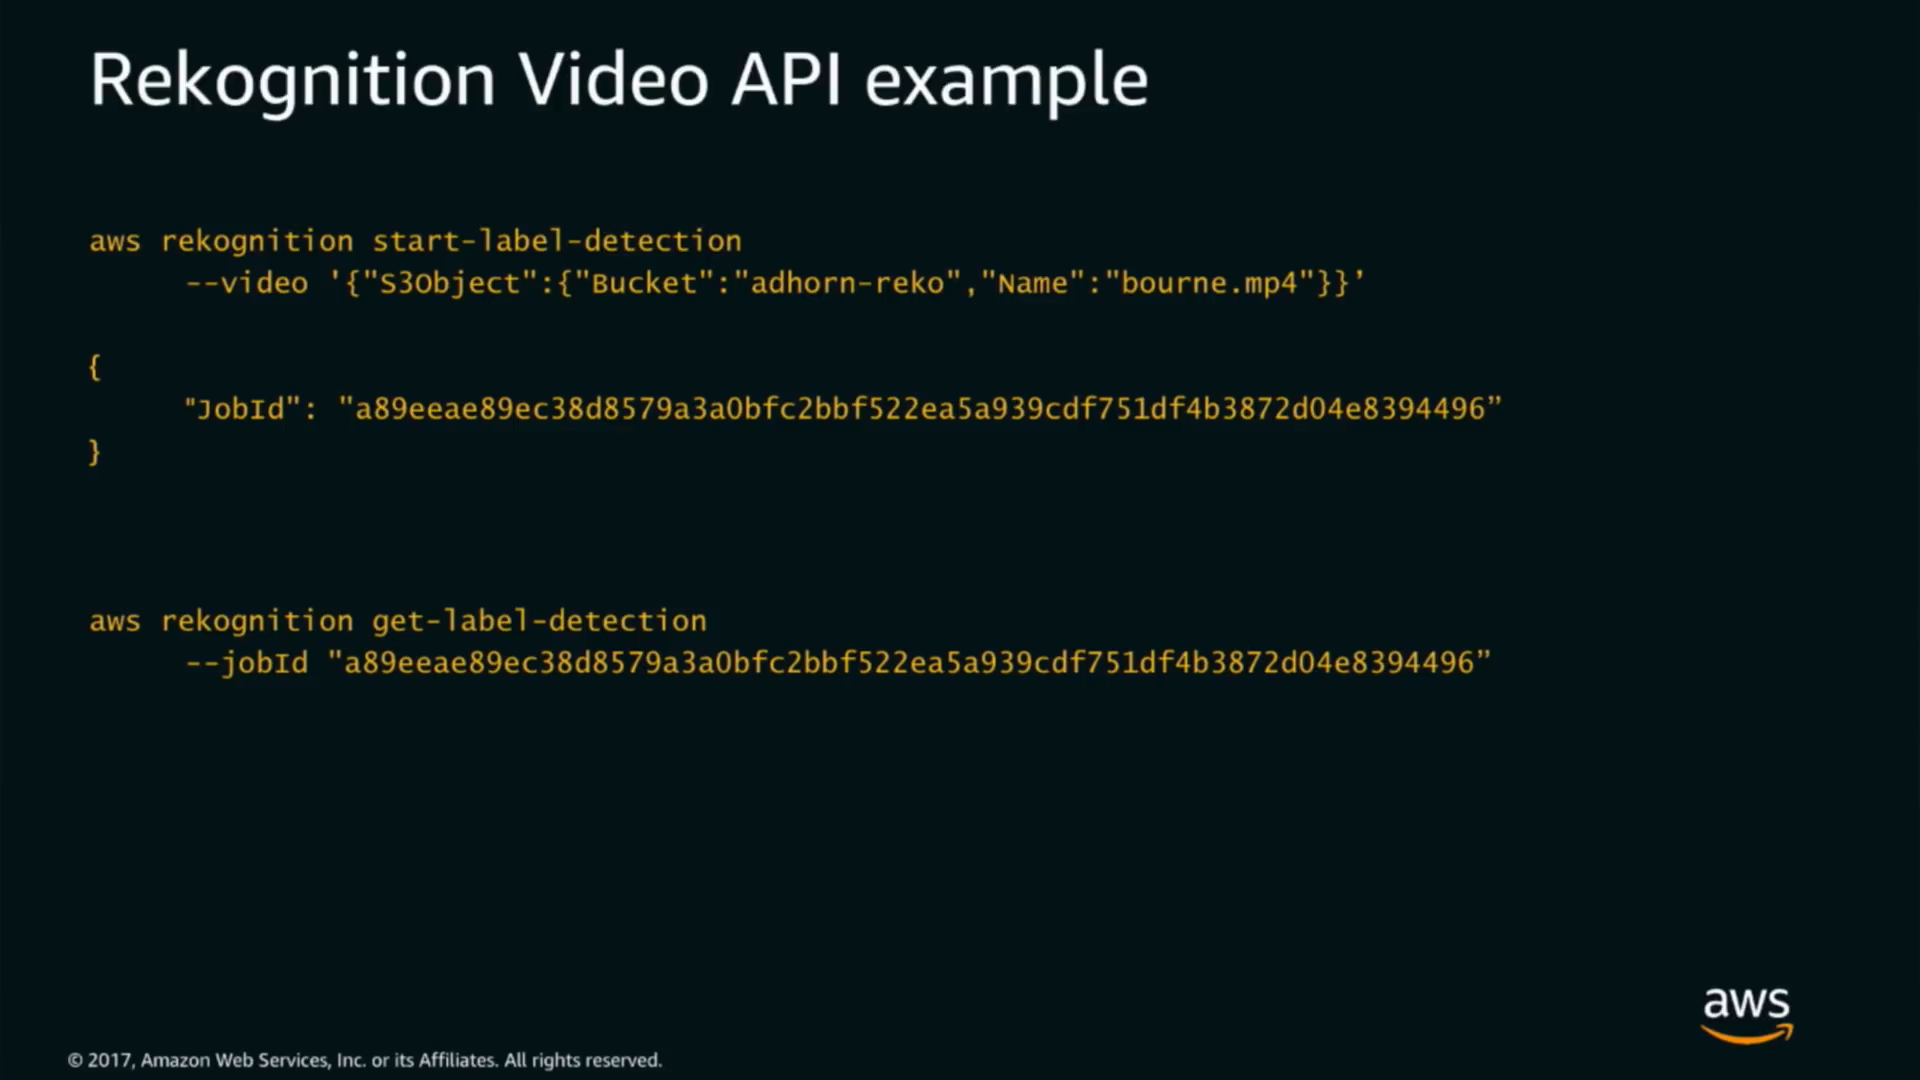 Rekognition Video API example
aws rekognition start-label-detection
--video '{"S3Object":{"Bucket":"adhorn-reko","Name":"bourne.mp4"}}’
{
"JobId": "a89eeae89ec38d8579a3a0bfc2bbf522ea5a939cdf751df4b3872d04e8394496”
}
aws rekognition get-label-detection
--jobId "a89eeae89ec38d8579a3a0bfc2bbf522ea5a939cdf751df4b3872d04e8394496”
aws
© 2017, Amazon Web Services, Inc. or its Affiliates. All rights reserved.